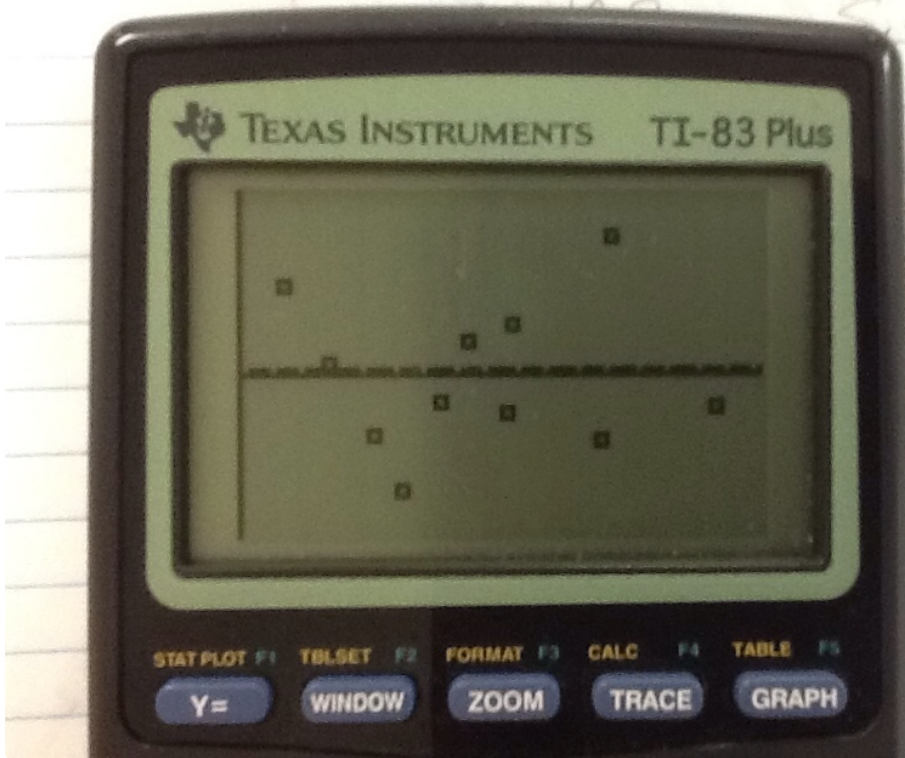 TEXAS INSTRUMENTS TI-83 Plus
STAT PLOT F1 TBLSET F2 FORMAT F3 CALC F4 TABLE F5
Y= WINDOW ZOOM TRACE GRAPH